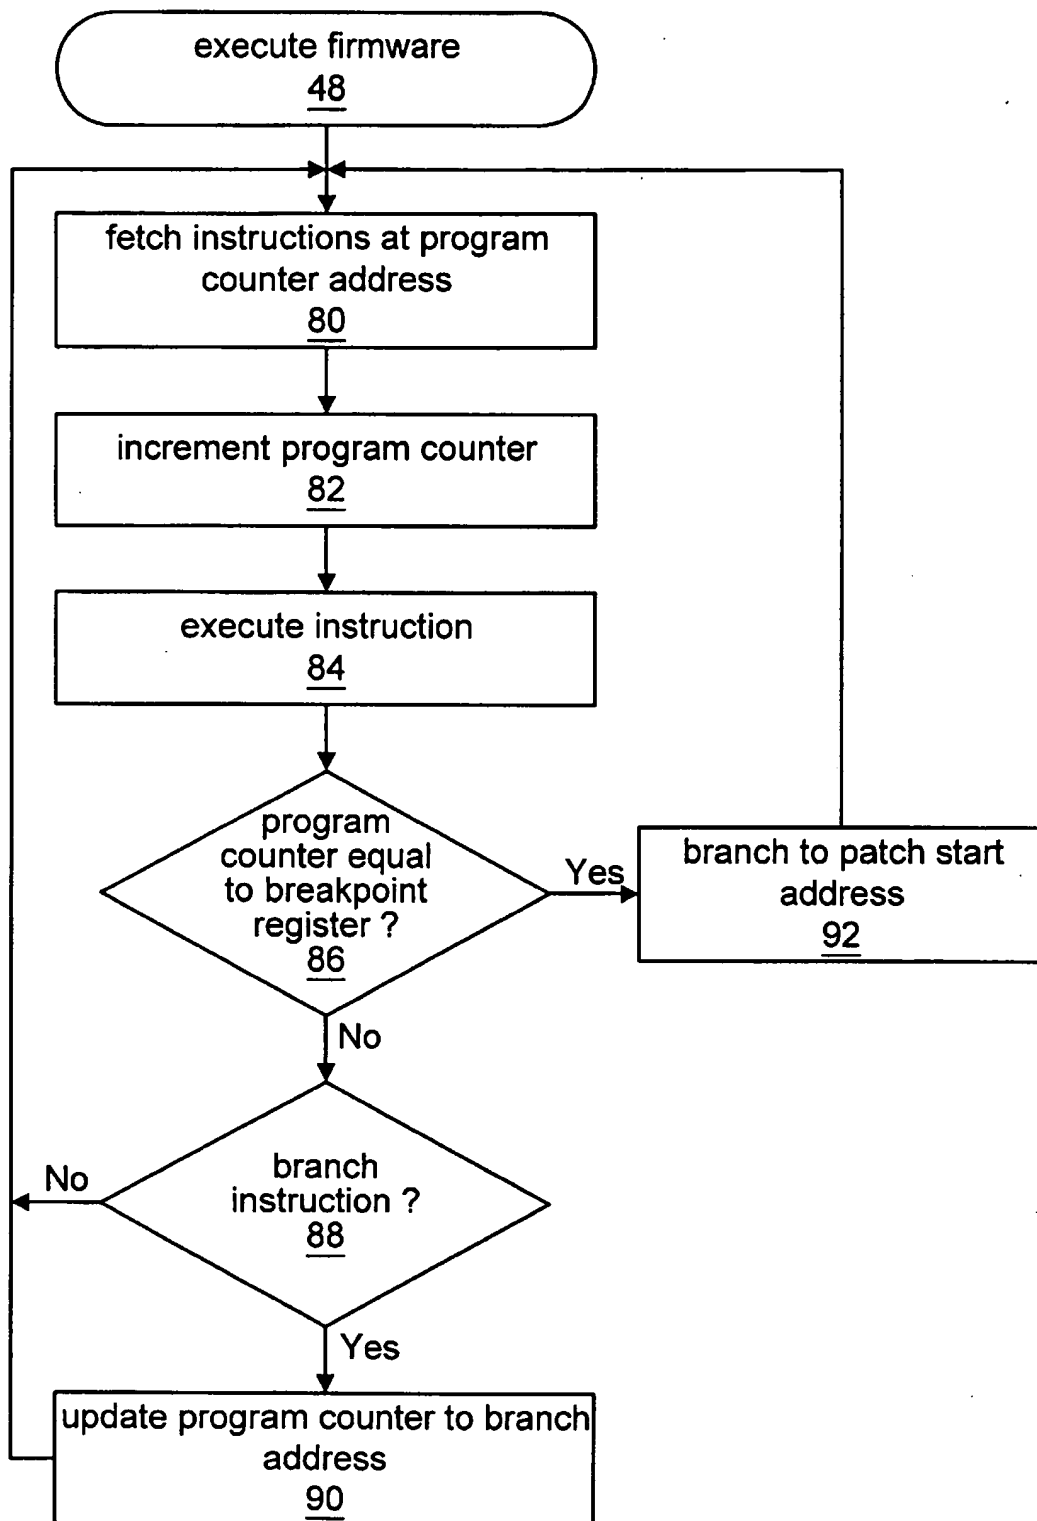 execute firmware
48
fetch instructions at program
counter address
80
increment program counter
82
execute instruction
84
program
counter equal
to breakpoint
register ?
86
Yes
branch to patch start
address
92
No
branch
instruction ?
88
No
Yes
update program counter to branch
address
90